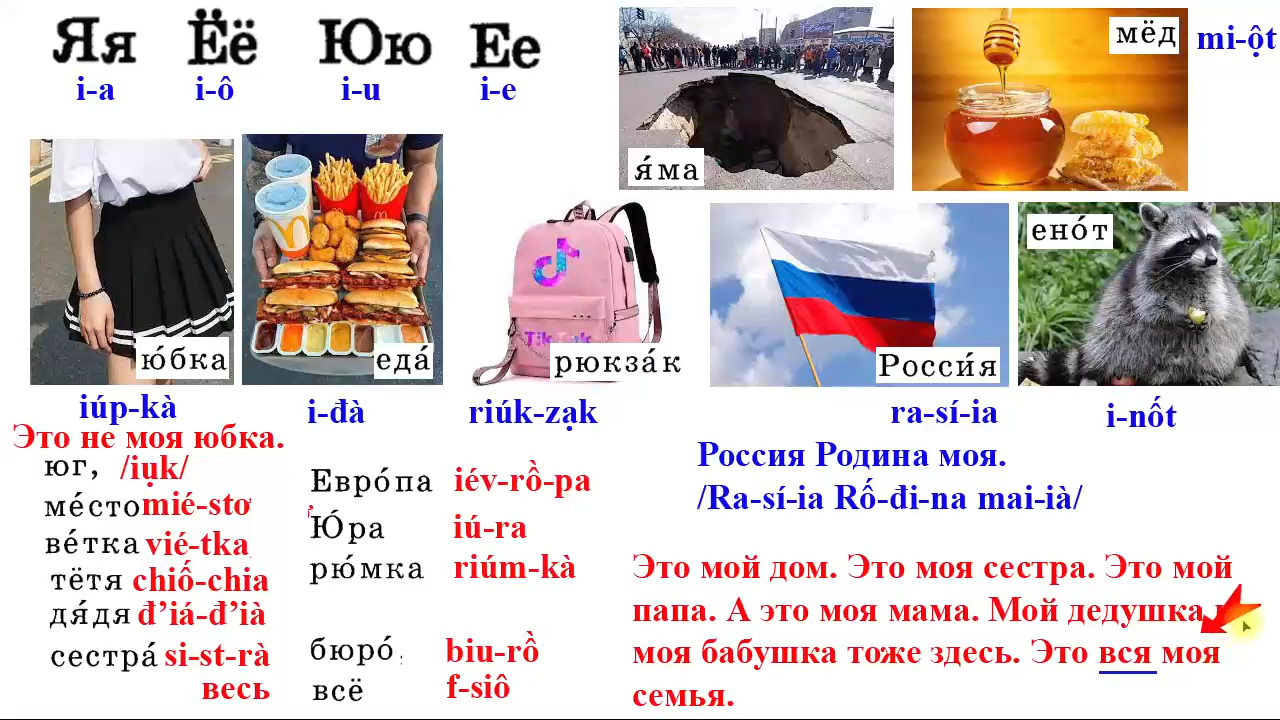 Яя Ёё Юю Ее
i-a i-ô i-u i-e
я́ма
мёд
mi-ột
ю́бка
еда́
рюкза́к
Росси́я
ено́т
iúp-kà
i-đà
riúk-zạk
ra-sí-ia
i-nốt
Это не моя юбка.
юг, /iụk/
ме́сто mié-stơ
ве́тка vié-tka
тётя chiố-chia
дя́дя đ’iá-đ’ià
сестра́ si-st-rà
весь
Евро́па iév-rồ-pa
Ю́ра iú-ra
рю́мка riúm-kà
бюро́, biu-rồ
всё f-siô
Россия Родина моя.
/Ra-sí-ia Rố-đi-na mai-ià/
Это мой дом. Это моя сестра. Это мой
папа. А это моя мама. Мой дедушка
моя бабушка тоже здесь. Это вся моя
семья.